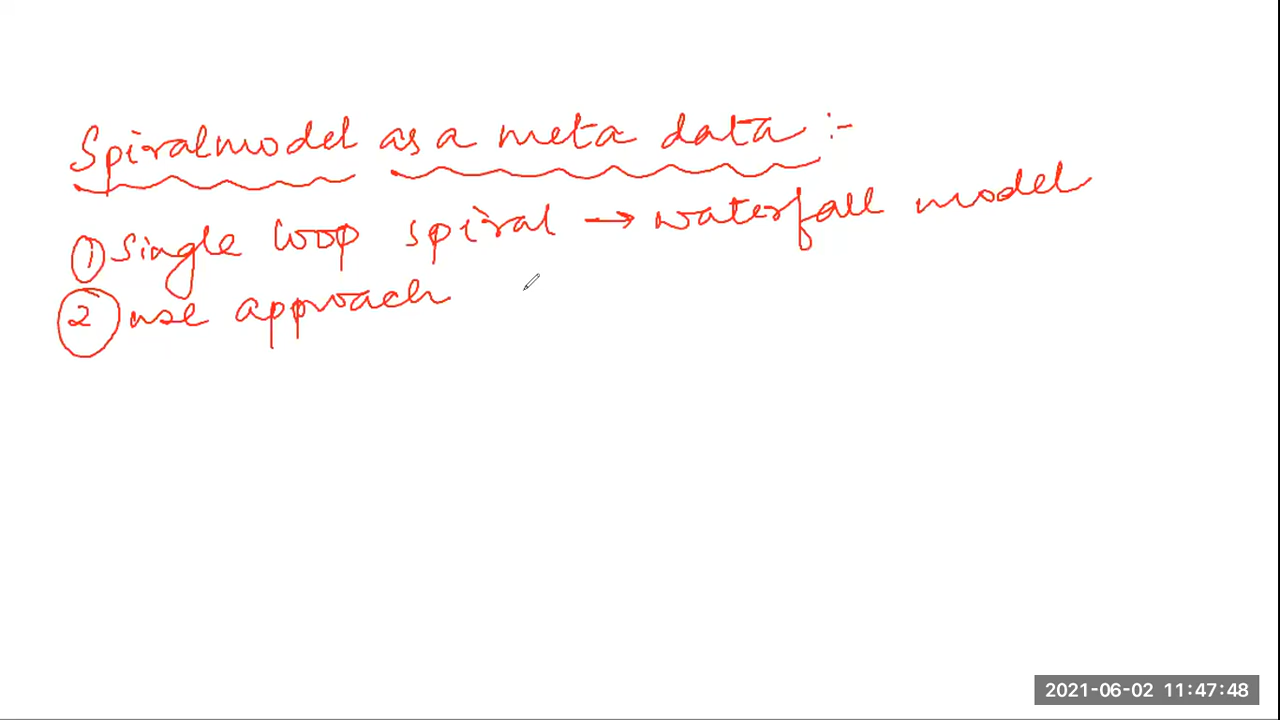 Spiralmodel as a meta data :-
① Single loop spiral → waterfall model
② use approach
2021-06-02 11:47:48